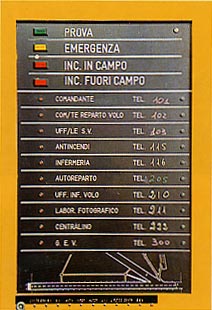 PROVA
EMERGENZA
INC. IN CAMPO
INC. FUORI CAMPO
COMANDANTE TEL. 101
COM/TE REPARTO VOLO TEL. 102
UFF/LE S.V. TEL. 103
ANTINCENDI TEL. 115
INFERMERIA TEL. 116
AUTOREPARTO TEL. 205
UFF. INF. VOLO TEL. 210
LABOR. FOTOGRAFICO TEL. 211
CENTRALINO TEL. 233
G. E. V. TEL. 300